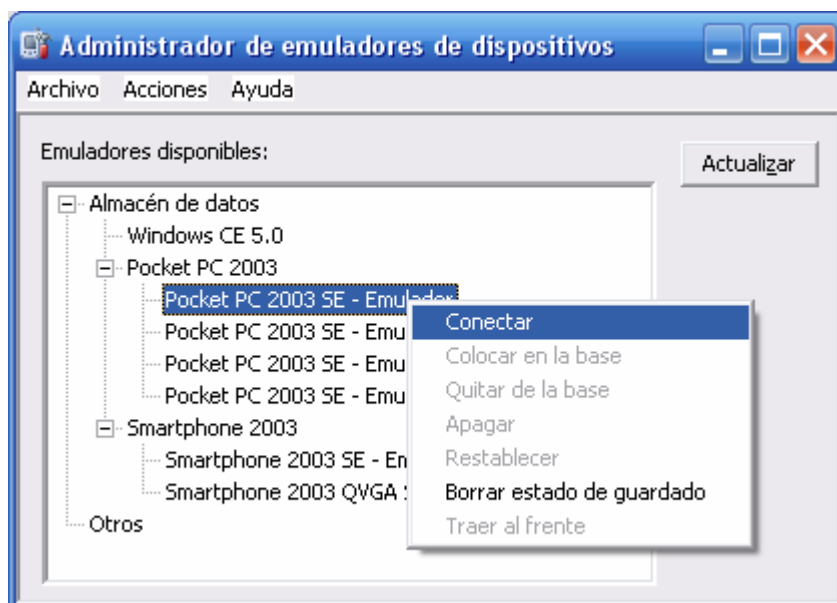 Administrador de emuladores de dispositivos
Archivo Acciones Ayuda
Emuladores disponibles:
Actualizar
Almacén de datos
Windows CE 5.0
Pocket PC 2003
Pocket PC 2003 SE - Emulador
Pocket PC 2003 SE - Emu
Pocket PC 2003 SE - Emu
Pocket PC 2003 SE - Emu
Smartphone 2003
Smartphone 2003 SE - Em
Smartphone 2003 QVGA
Otros
Conectar
Colocar en la base
Quitar de la base
Apagar
Restablecer
Borrar estado de guardado
Traer al frente